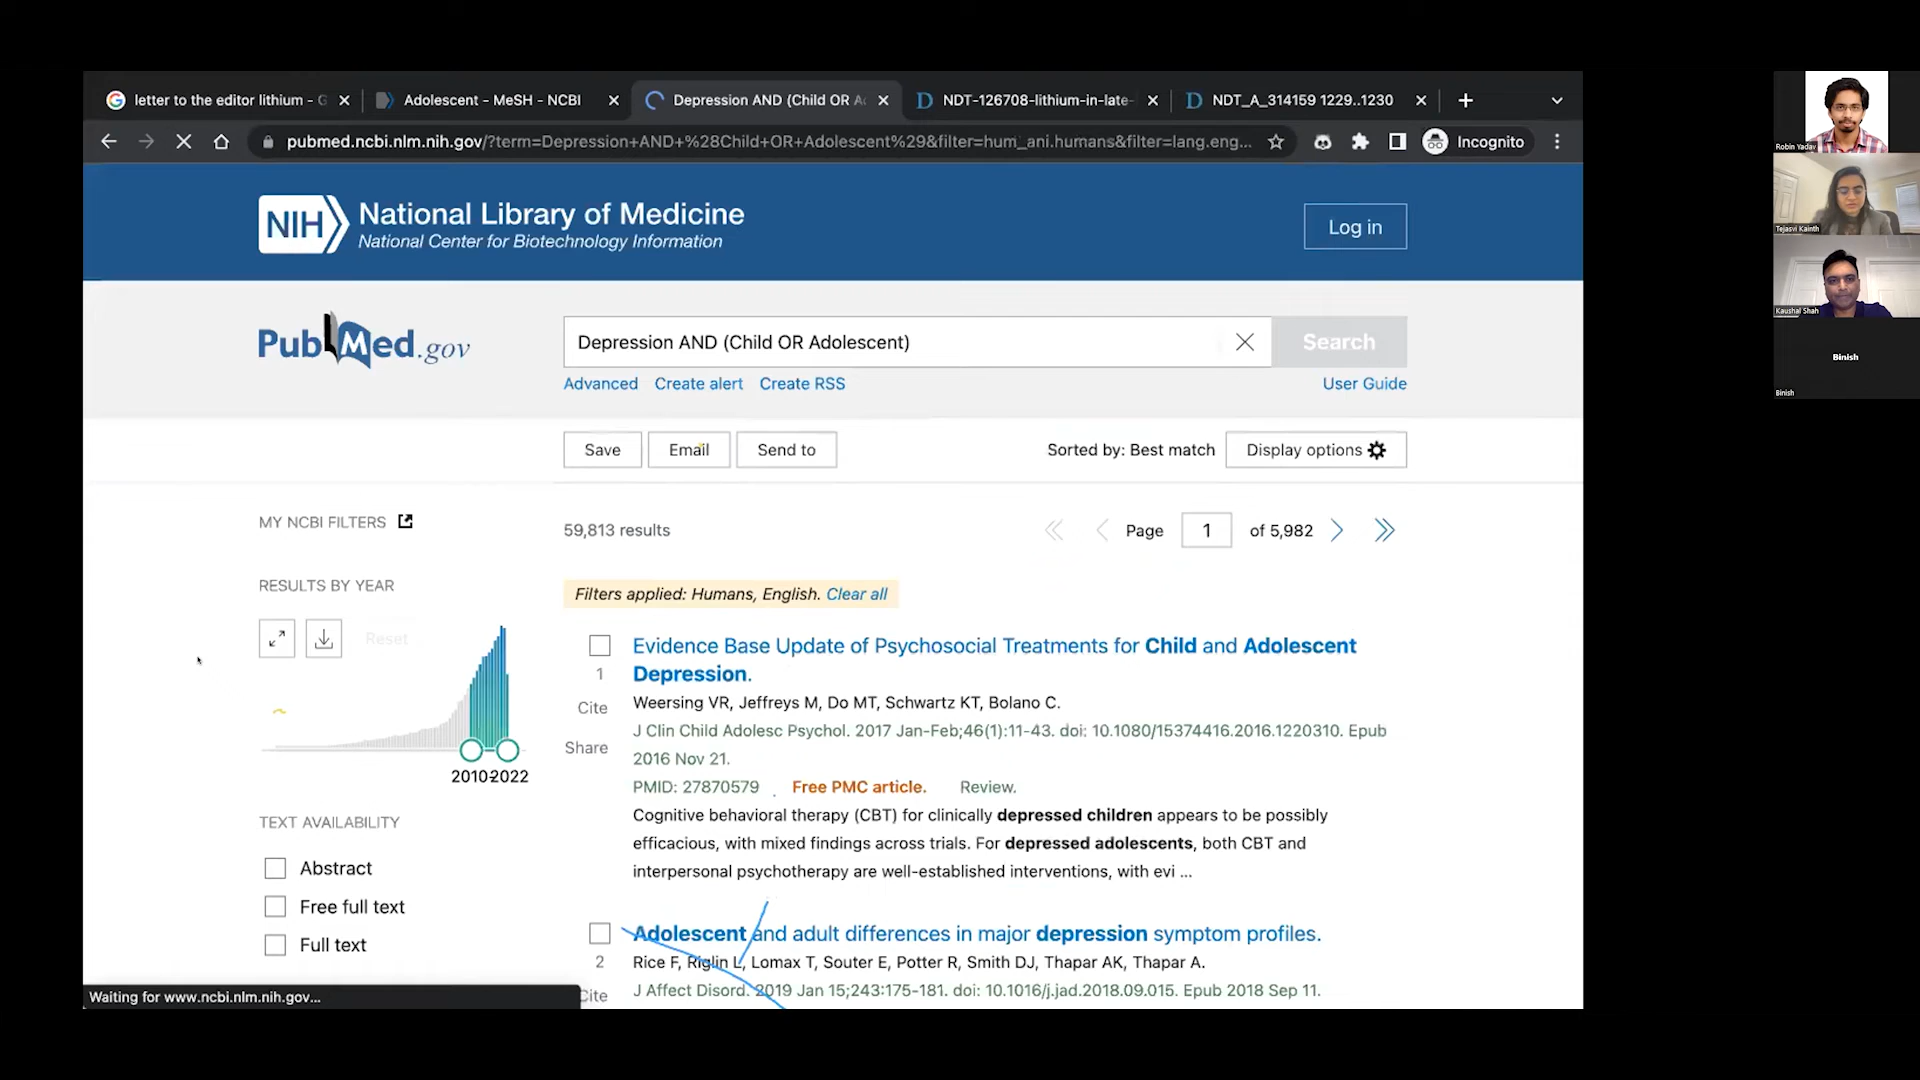 letter to the editor lithium - G
Adolescent - MeSH - NCBI
Depression AND (Child OR A
NDT-126708-lithium-in-late-
NDT_A_314159 1229..1230
pubmed.ncbi.nlm.nih.gov/?term=Depression+AND+%28Child+OR+Adolescent%29&filter=hum_ani.humans&filter=lang.eng...
Incognito
NIH National Library of Medicine
National Center for Biotechnology Information
Log in
PubMed.gov
Depression AND (Child OR Adolescent)
Search
Advanced Create alert Create RSS
User Guide
Save Email Send to
Sorted by: Best match
Display options
MY NCBI FILTERS
59,813 results
Page 1 of 5,982
RESULTS BY YEAR
Reset
2010-2022
Filters applied: Humans, English. Clear all
1
Cite
Share
Evidence Base Update of Psychosocial Treatments for Child and Adolescent
Depression.
Weersing VR, Jeffreys M, Do MT, Schwartz KT, Bolano C.
J Clin Child Adolesc Psychol. 2017 Jan-Feb;46(1):11-43. doi: 10.1080/15374416.2016.1220310. Epub
2016 Nov 21.
PMID: 27870579 Free PMC article. Review.
Cognitive behavioral therapy (CBT) for clinically depressed children appears to be possibly
efficacious, with mixed findings across trials. For depressed adolescents, both CBT and
interpersonal psychotherapy are well-established interventions, with evi ...
TEXT AVAILABILITY
Abstract
Free full text
Full text
2
Cite
Adolescent and adult differences in major depression symptom profiles.
Rice F, Riglin L, Lomax T, Souter E, Potter R, Smith DJ, Thapar AK, Thapar A.
J Affect Disord. 2019 Jan 15;243:175-181. doi: 10.1016/j.jad.2018.09.015. Epub 2018 Sep 11.
Waiting for www.ncbi.nlm.nih.gov...
Robin Yadav
Tejasvi Kainth
Kaushal Shah
Binish
Binish